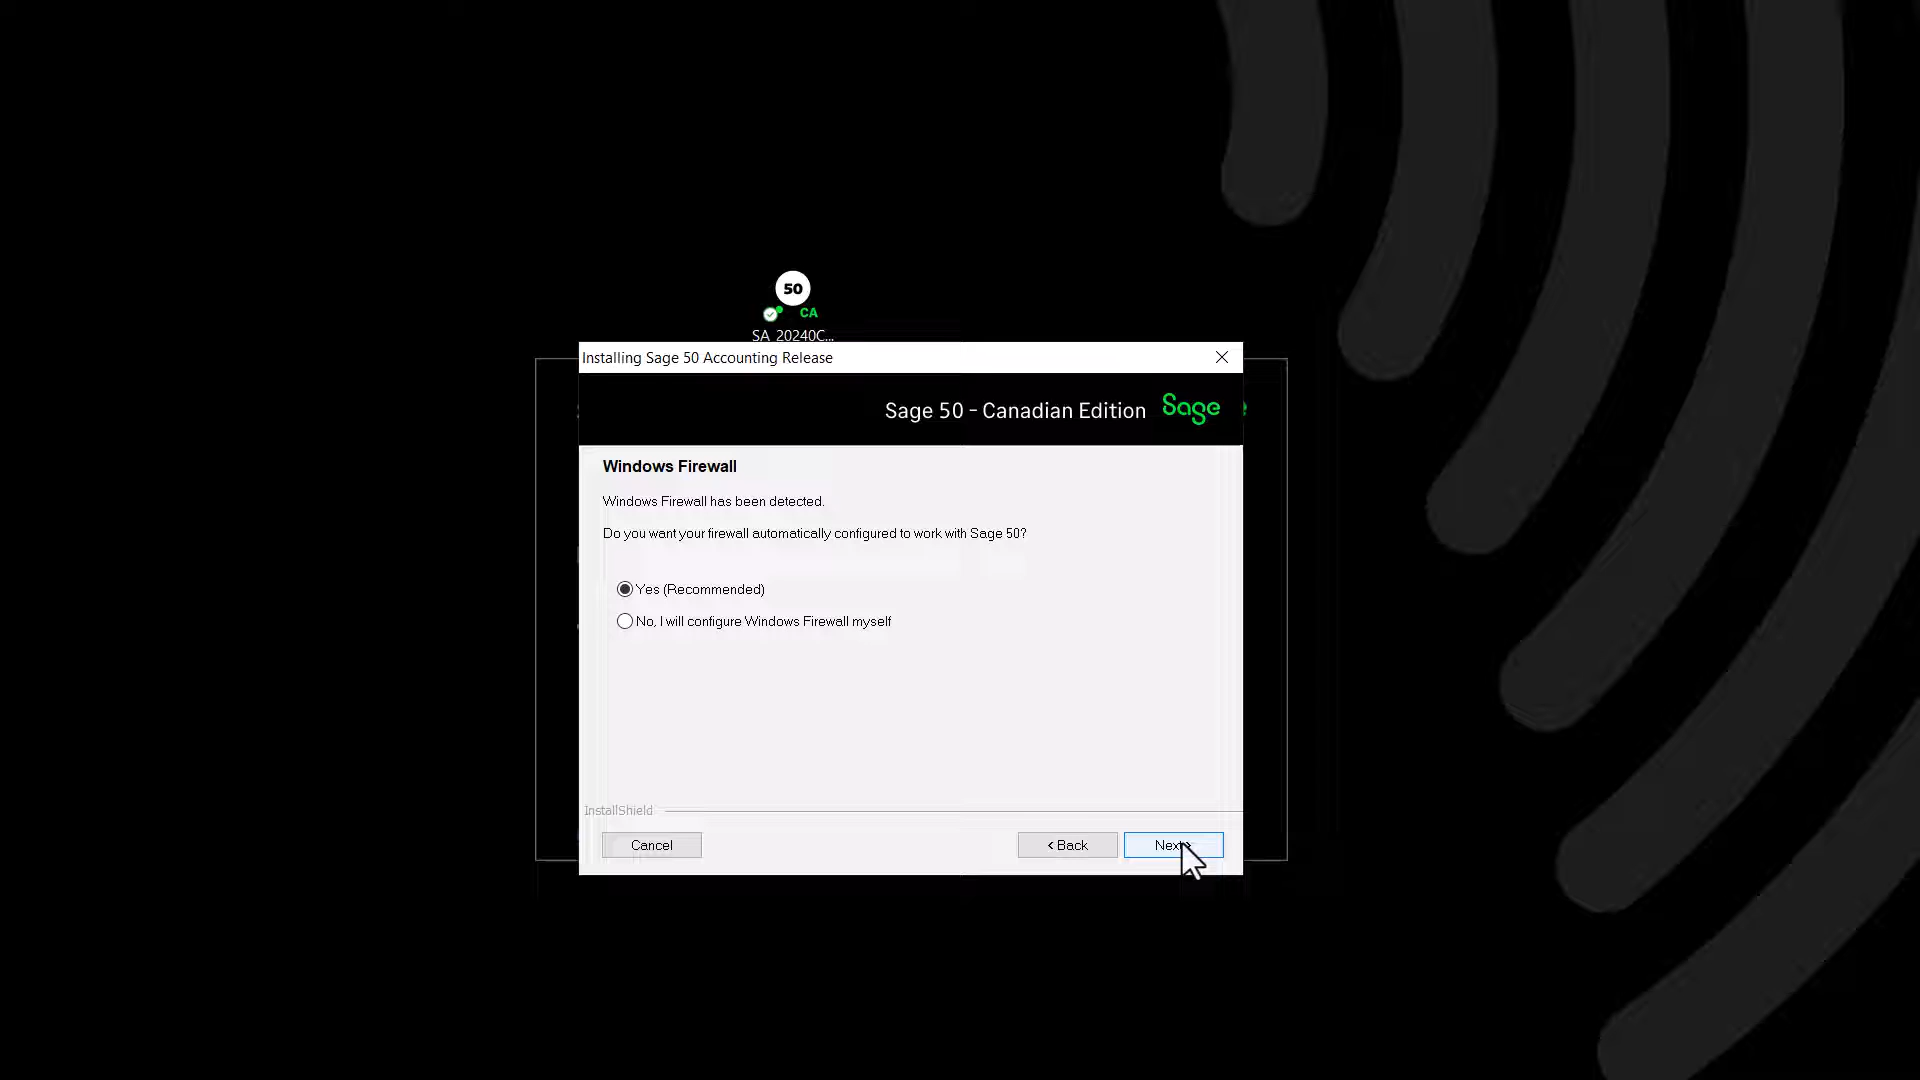 50
CA
SA_20240C...
Installing Sage 50 Accounting Release
Sage 50 - Canadian Edition Sage
Windows Firewall
Windows Firewall has been detected.
Do you want your firewall automatically configured to work with Sage 50?
Yes (Recommended)
No, I will configure Windows Firewall myself
InstallShield
Cancel
< Back
Next